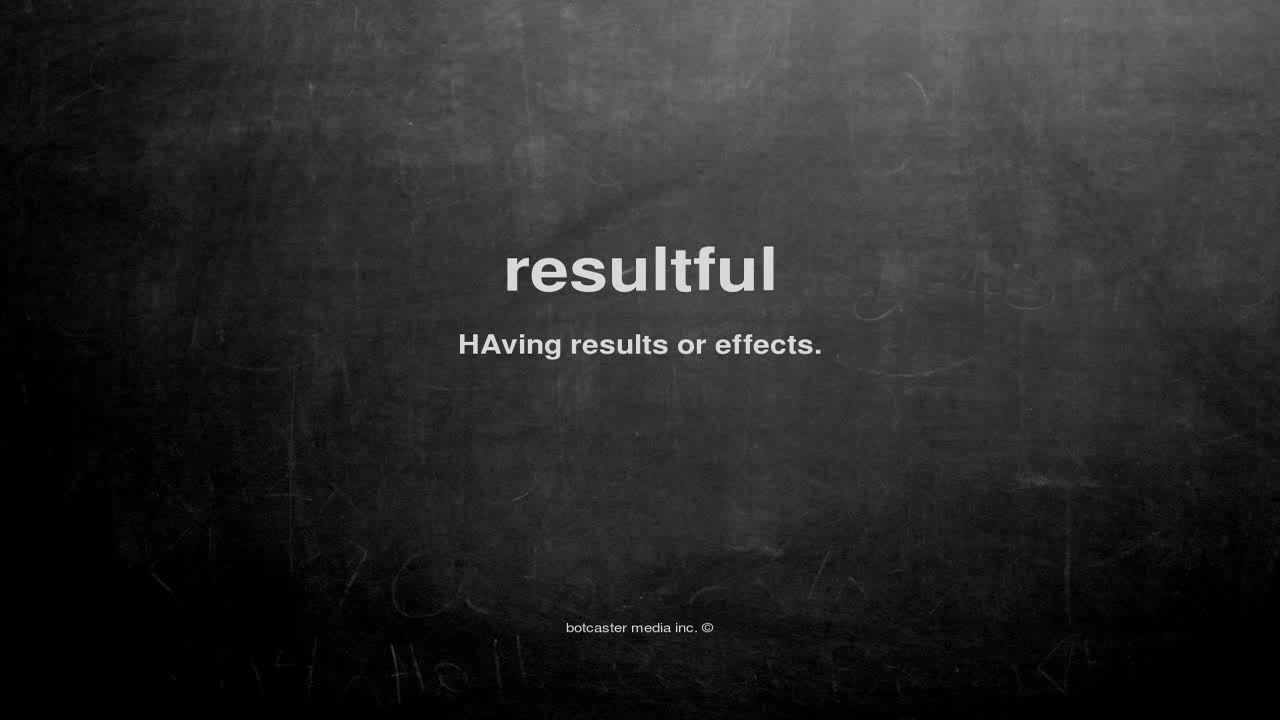 resultful
HAving results or effects.
botcaster media inc. ©